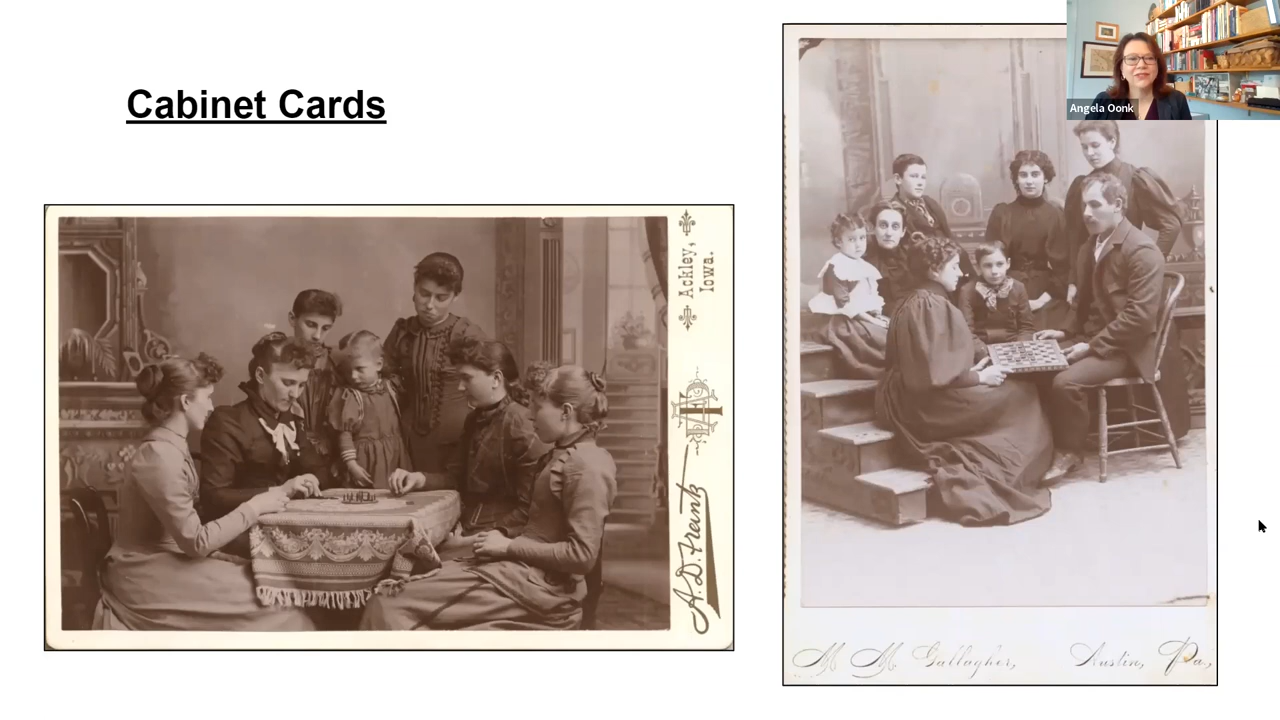 Cabinet Cards
Angela Oonk
Ackley,
Iowa.
A.D. Frank
M M Gallagher, Austin, Pa,